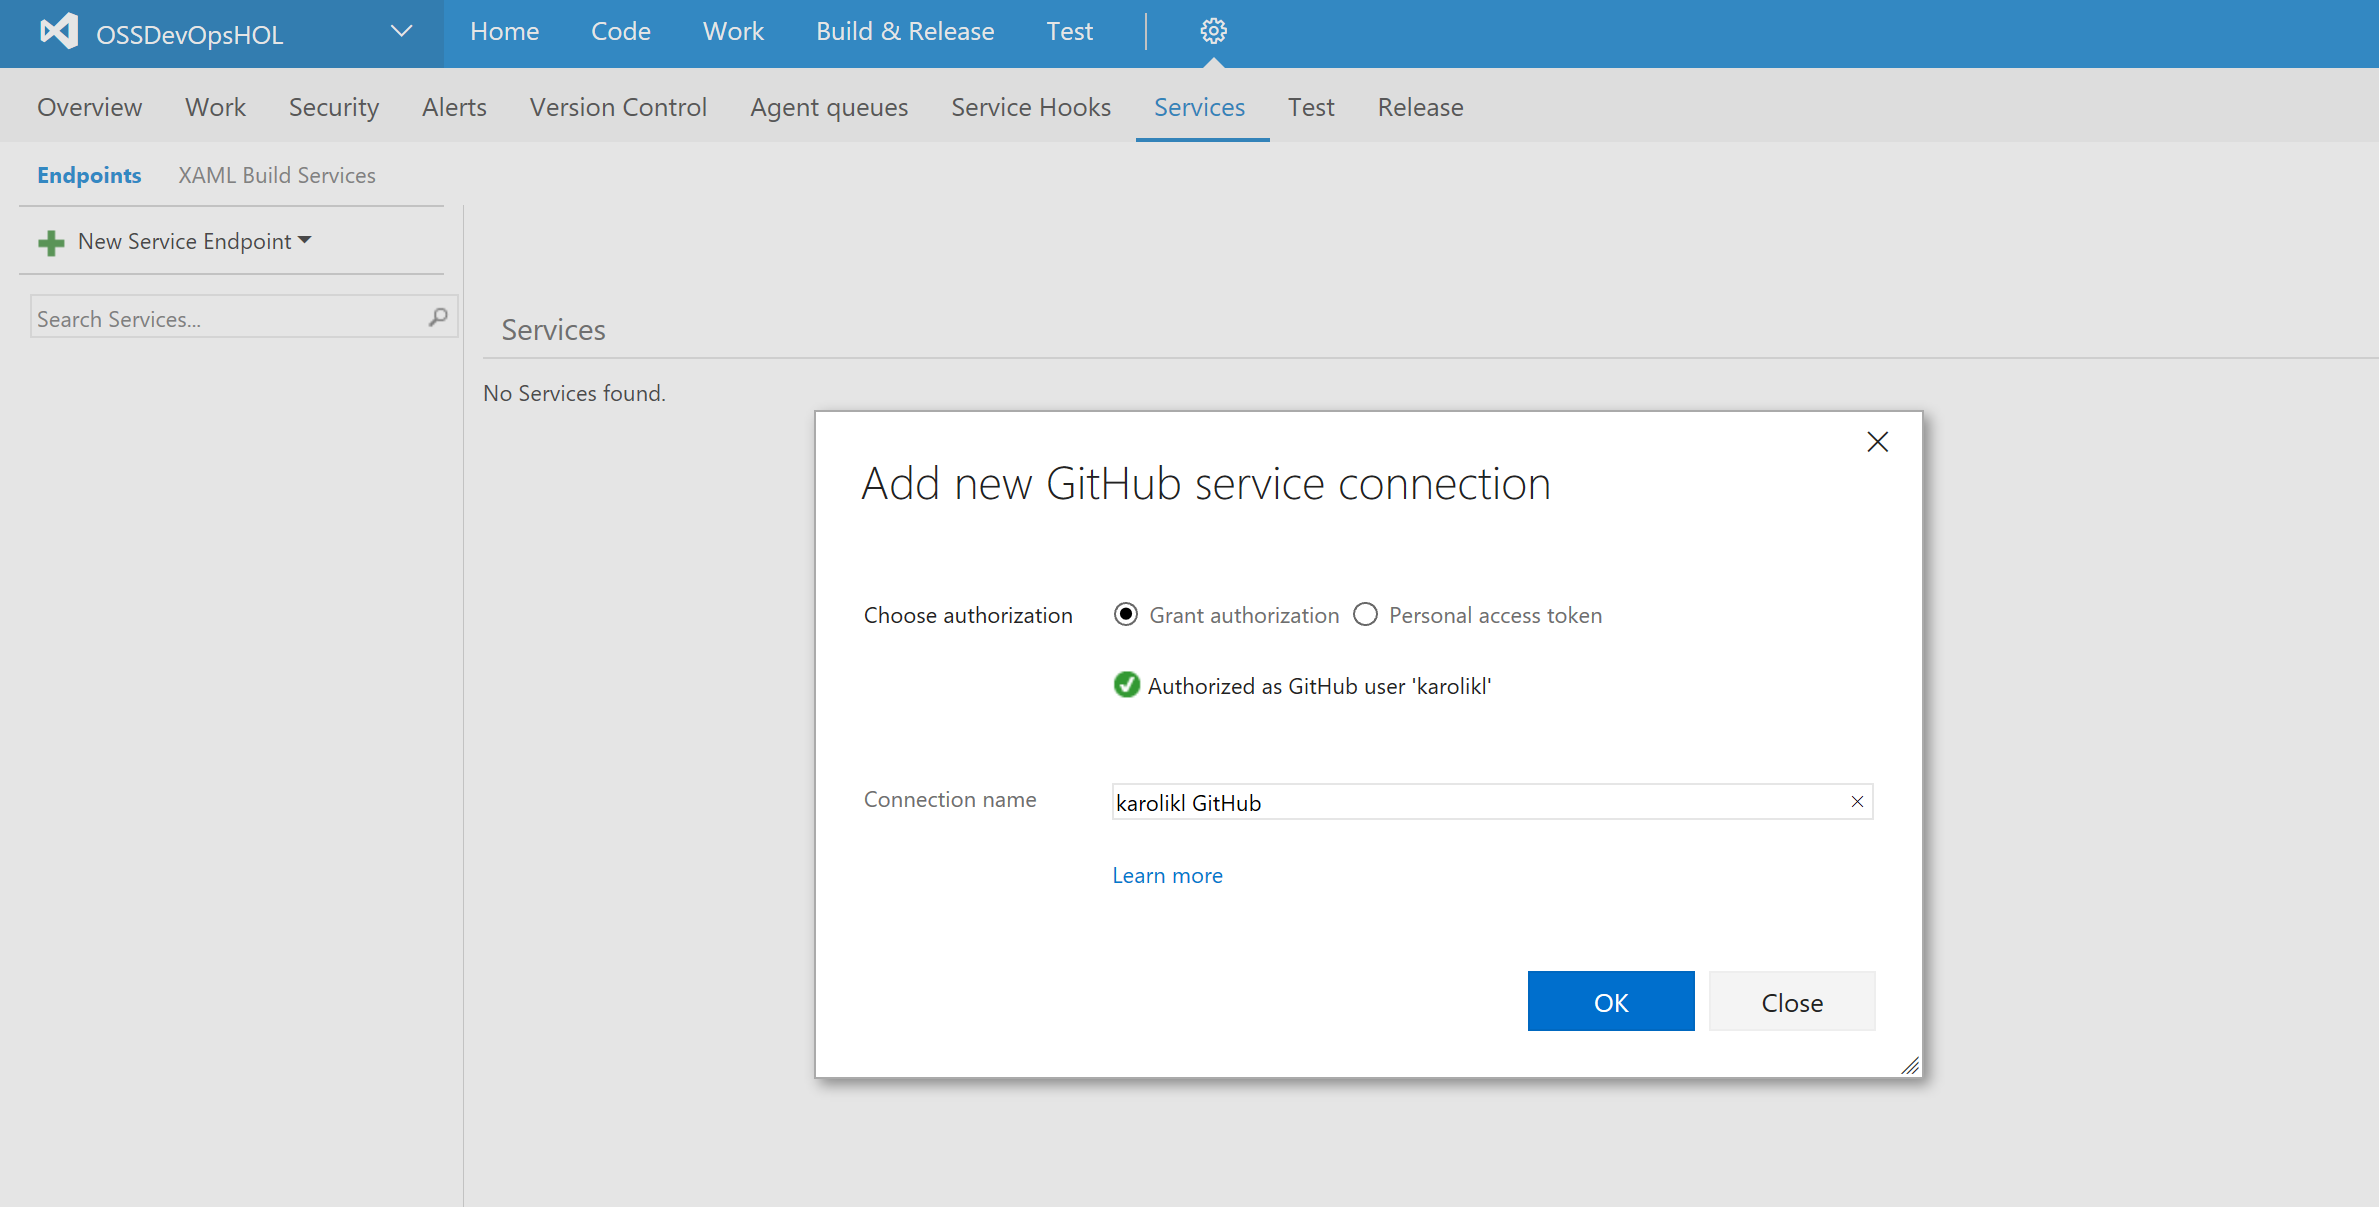 OSSDevOpsHOL Home Code Work Build & Release Test
Overview Work Security Alerts Version Control Agent queues Service Hooks Services Test Release
Endpoints XAML Build Services
New Service Endpoint
Search Services...
Services
No Services found.
Add new GitHub service connection
Choose authorization Grant authorization Personal access token
Authorized as GitHub user 'karolikl'
Connection name karolikl GitHub
Learn more
OK Close